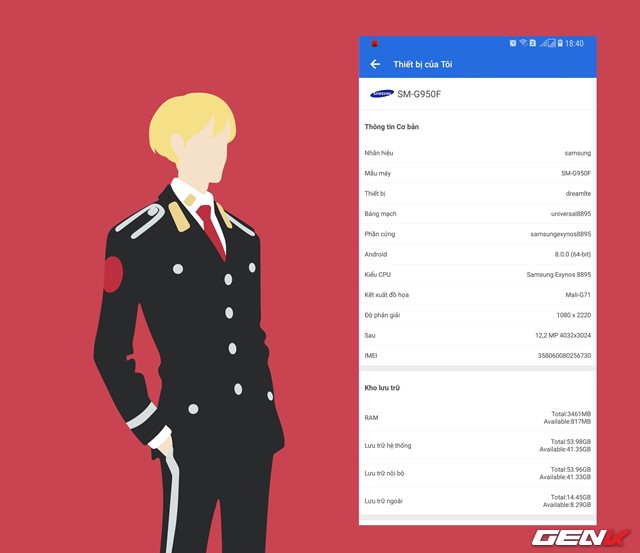 18:40
Thiết bị của Tôi
SAMSUNG SM-G950F
Thông tin Cơ bản
Nhãn hiệu samsung
Mẫu máy SM-G950F
Thiết bị dreamlte
Bảng mạch universal8895
Phần cứng samsungexynos8895
Android 8.0.0 (64-bit)
Kiểu CPU Samsung Exynos 8895
Kết xuất đồ họa Mali-G71
Độ phân giải 1080 x 2220
Sau 12,2 MP 4032x3024
IMEI 358060080256730
Kho lưu trữ
RAM Total:3461MB
Available:817MB
Lưu trữ hệ thống Total:53.98GB
Available:41.35GB
Lưu trữ nội bộ Total:53.96GB
Available:41.33GB
Lưu trữ ngoài Total:14.45GB
Available:8.29GB
GENK